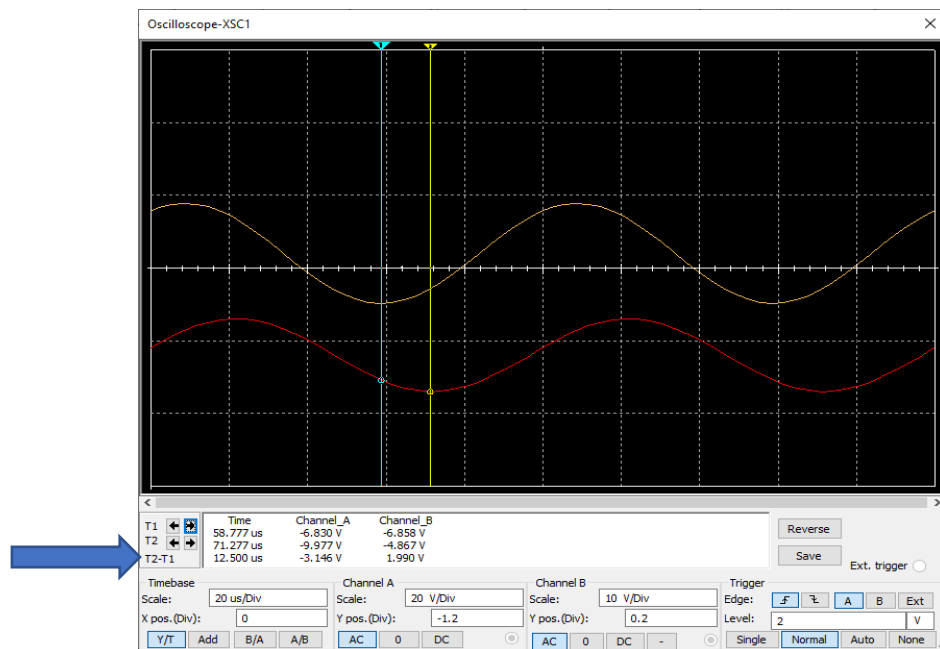 Oscilloscope-XSC1
1 2
Time Channel_A Channel_B
T1 58.777 us -6.830 V -6.858 V
T2 71.277 us -9.977 V -4.867 V
T2-T1 12.500 us -3.146 V 1.990 V
Reverse
Save
Ext. trigger
Timebase Channel A Channel B Trigger
Scale: 20 us/Div Scale: 20 V/Div Scale: 10 V/Div Edge: A B Ext
X pos.(Div): 0 Y pos.(Div): -1.2 Y pos.(Div): 0.2 Level: 2 V
Y/T Add B/A A/B AC 0 DC AC 0 DC - Single Normal Auto None